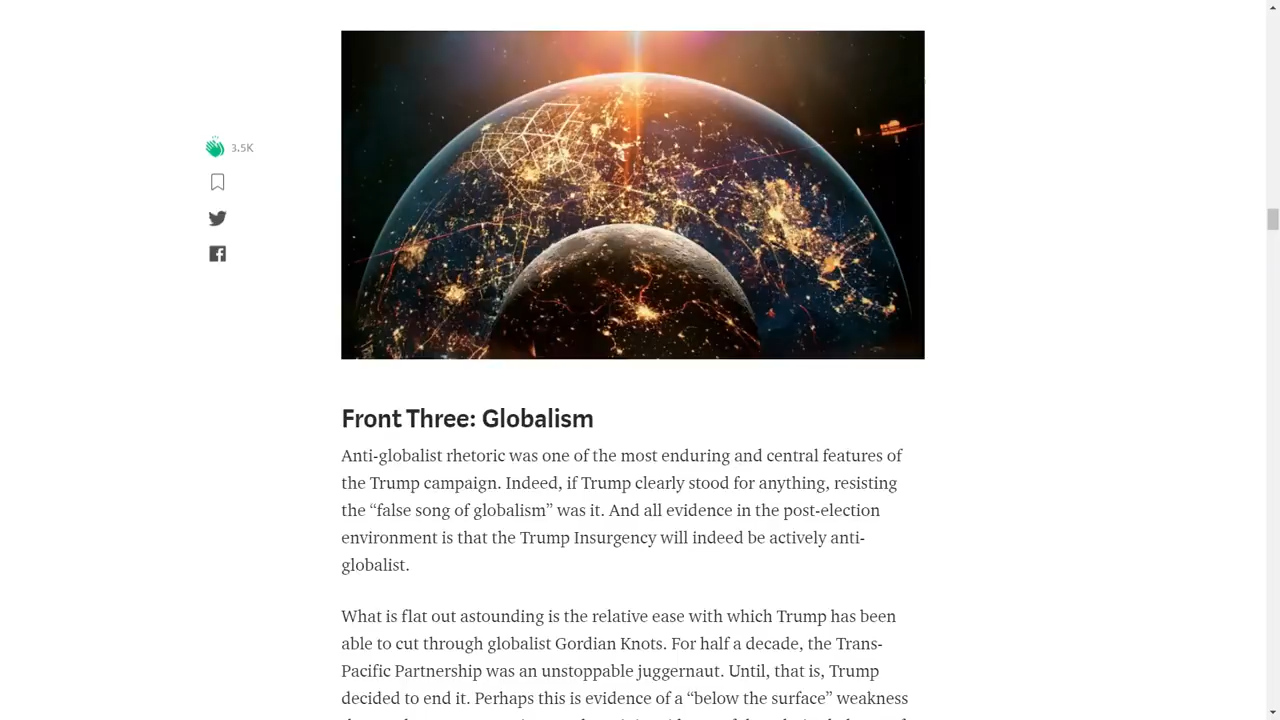 3.5K
Front Three: Globalism
Anti-globalist rhetoric was one of the most enduring and central features of
the Trump campaign. Indeed, if Trump clearly stood for anything, resisting
the “false song of globalism” was it. And all evidence in the post-election
environment is that the Trump Insurgency will indeed be actively anti-
globalist.
What is flat out astounding is the relative ease with which Trump has been
able to cut through globalist Gordian Knots. For half a decade, the Trans-
Pacific Partnership was an unstoppable juggernaut. Until, that is, Trump
decided to end it. Perhaps this is evidence of a “below the surface” weakness